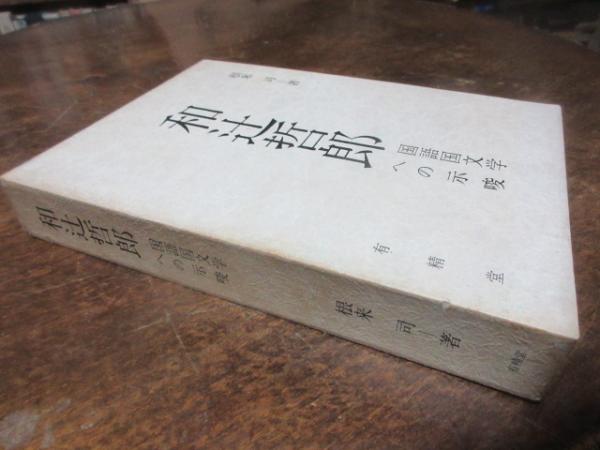 和辻哲郎
国語国文学
への示唆
根来 司 著
有精堂
和辻哲郎
国語国文学
への示唆
根来 司 著
有精堂